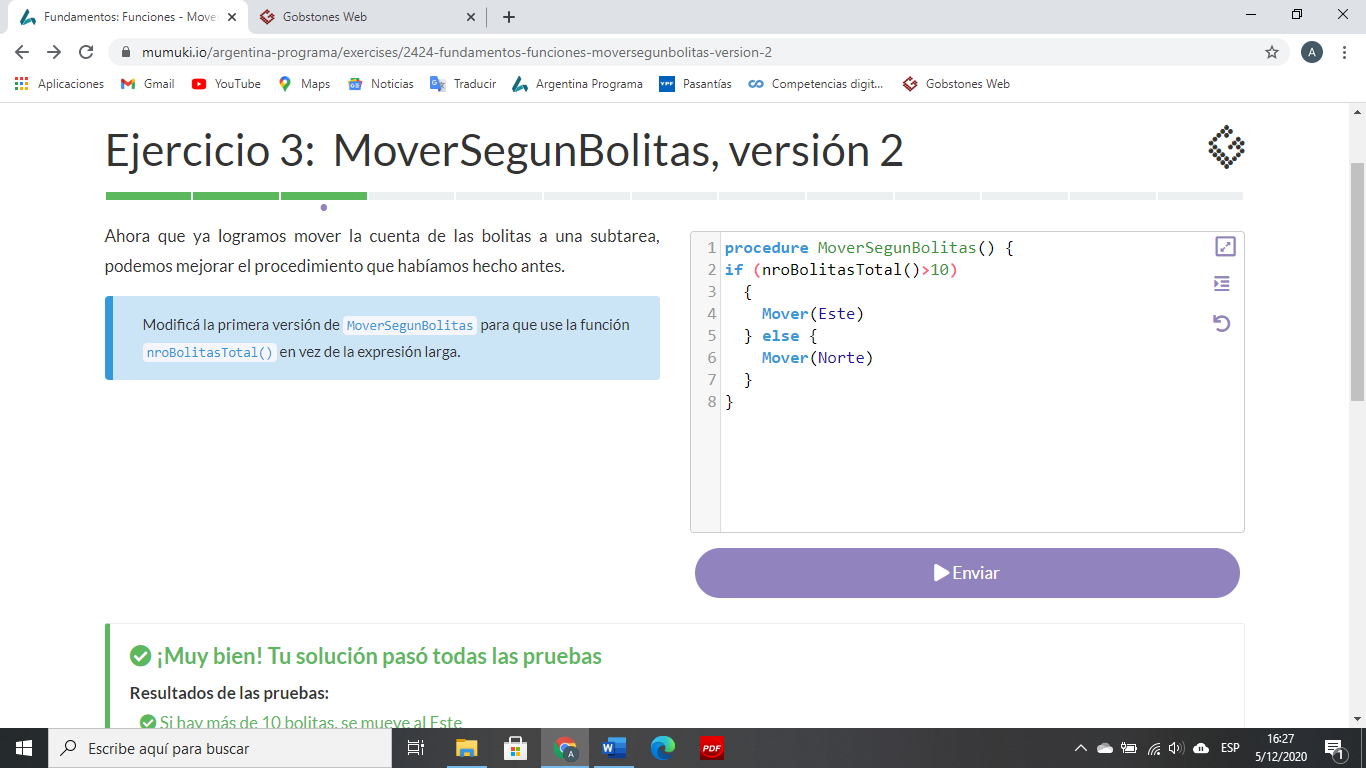 Fundamentos: Funciones - Mover
Gobstones Web
mumuki.io/argentina-programa/exercises/2424-fundamentos-funciones-moversegunbolitas-version-2
A
Aplicaciones
Gmail
YouTube
Maps
Noticias
Traducir
Argentina Programa
YPF
Pasantías
Competencias digit...
Gobstones Web
Ejercicio 3: MoverSegunBolitas, versión 2
Ahora que ya logramos mover la cuenta de las bolitas a una subtarea,
podemos mejorar el procedimiento que habíamos hecho antes.
Modificá la primera versión de MoverSegunBolitas para que use la función
nroBolitasTotal() en vez de la expresión larga.
1 procedure MoverSegunBolitas() {
2 if (nroBolitasTotal()>10)
3   {
4     Mover(Este)
5   } else {
6     Mover(Norte)
7   }
8 }
Enviar
¡Muy bien! Tu solución pasó todas las pruebas
Resultados de las pruebas:
Si hay más de 10 bolitas, se mueve al Este
Escribe aquí para buscar
PDF
ESP
16:27
5/12/2020
1